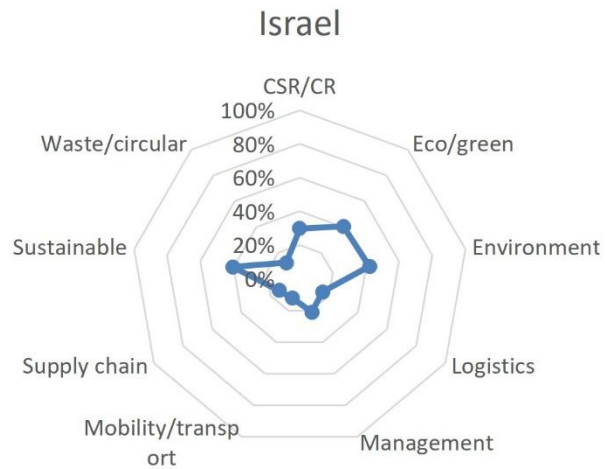 Israel
CSR/CR
100%
Waste/circular
Eco/green
80%
60%
40%
Sustainable
Environment
20%
0%
Supply chain
Logistics
Mobility/transp
ort
Management